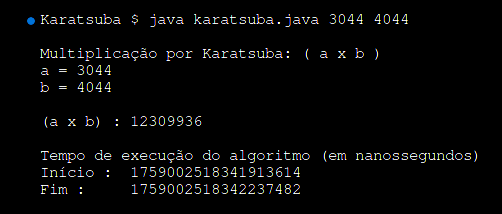 Karatsuba $ java karatsuba.java 3044 4044
Multiplicação por Karatsuba: ( a x b )
a = 3044
b = 4044
(a x b) : 12309936
Tempo de execução do algoritmo (em nanossegundos)
Início :  1759002518341913614
Fim :     1759002518342237482